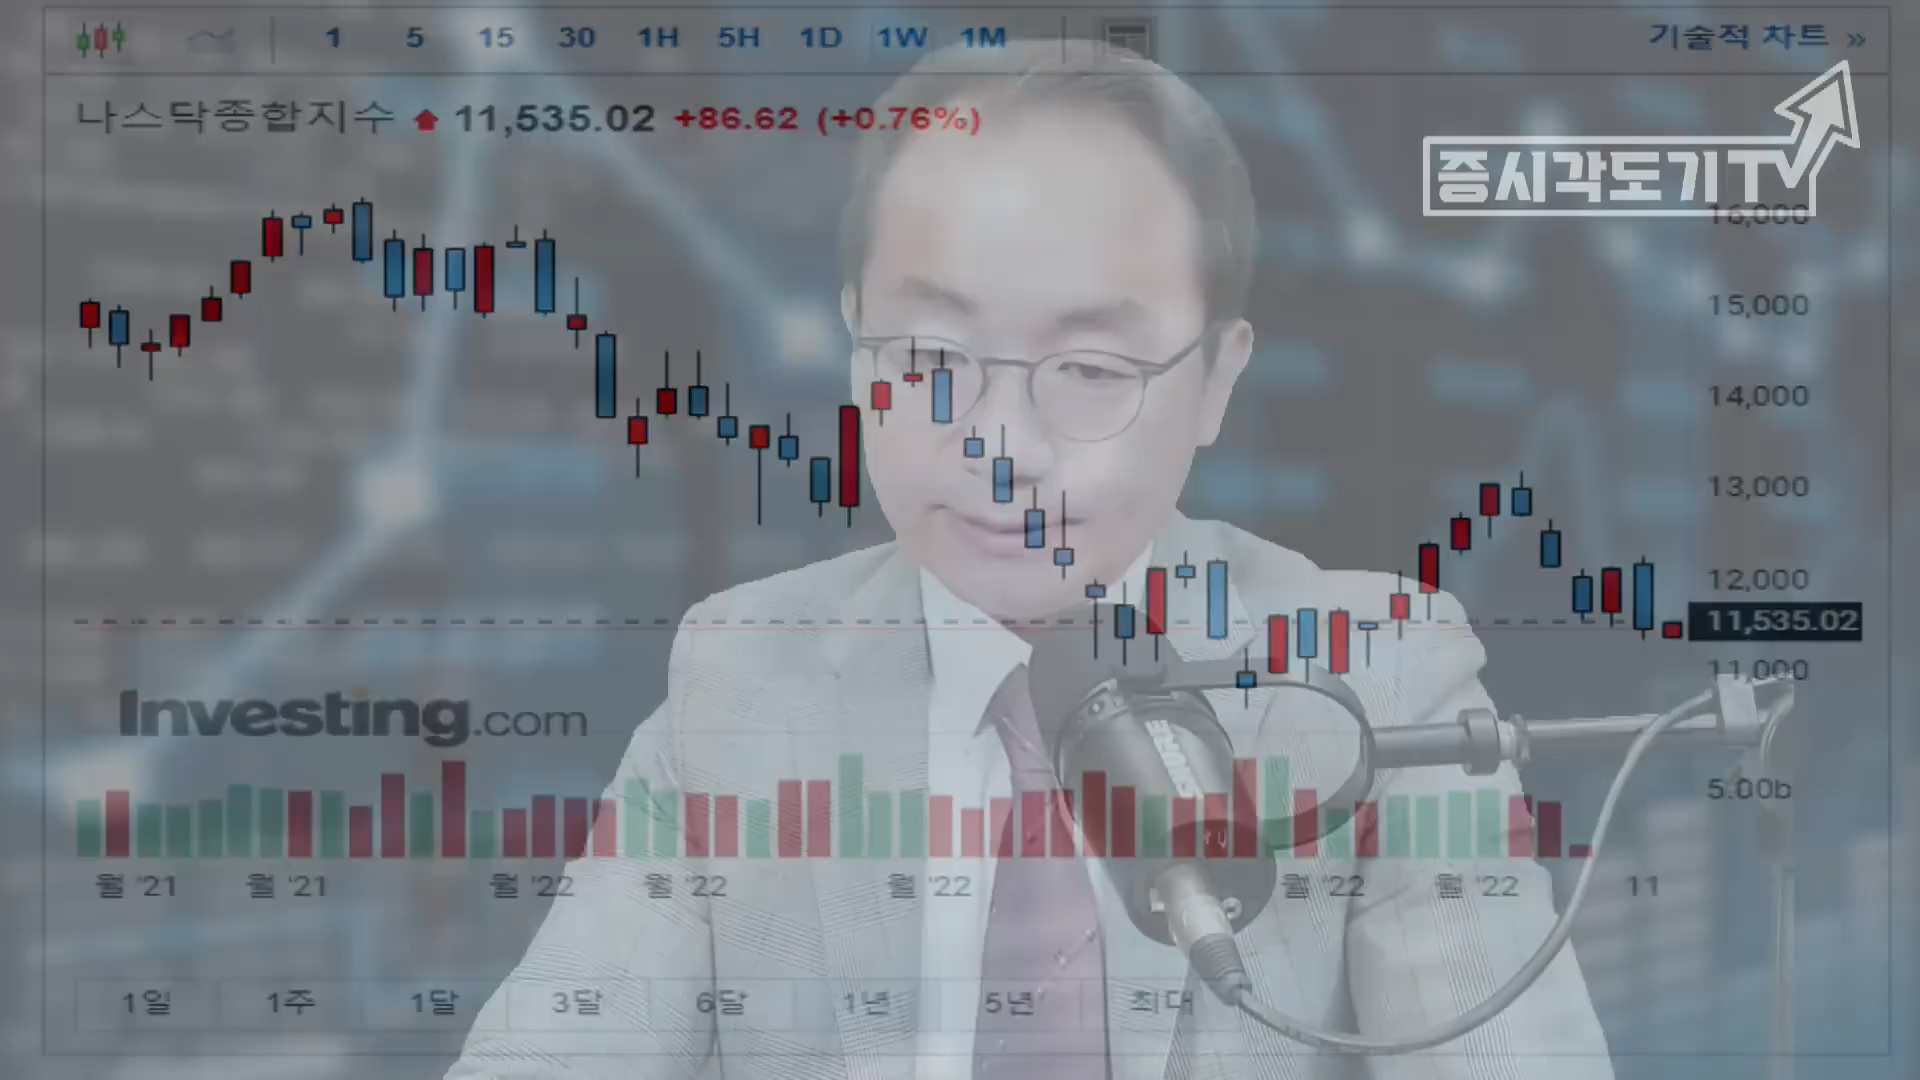 1 5 15 30 1H 5H 1D 1W 1M
기술적 차트 »
나스닥종합지수 11,535.02 +86.62 (+0.76%)
증시각도기TV
16,000
15,000
14,000
13,000
12,000
11,535.02
11,000
Investing.com
5.00b
월 '21 월 '21 월 '22 월 '22 월 '22 월 '22 월 '22 11
1일 1주 1달 3달 6달 1년 5년 최대
SHURE